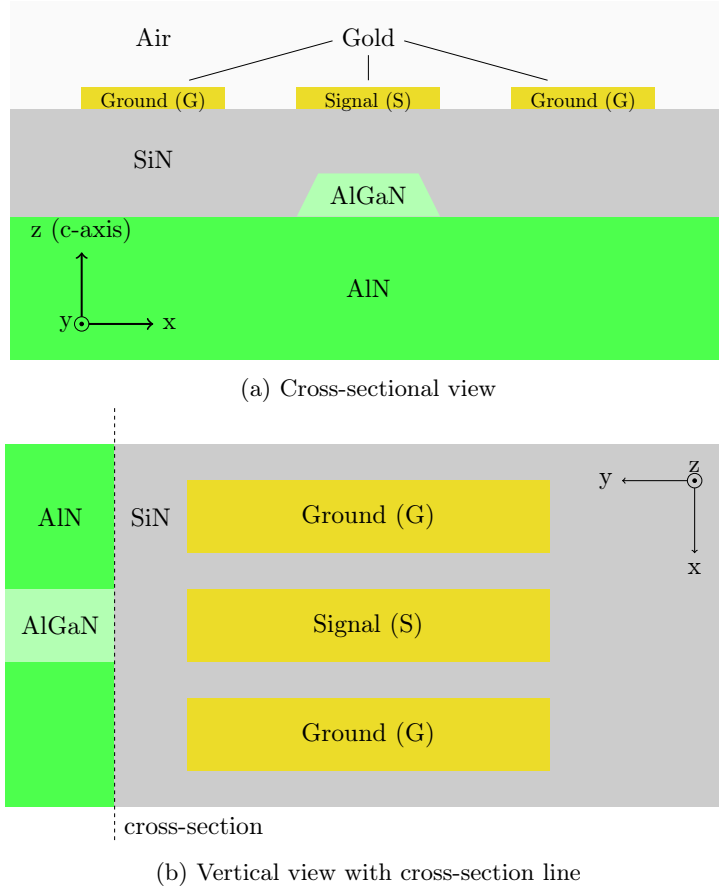 Air
Gold
Ground (G)
Signal (S)
Ground (G)
SiN
AlGaN
z (c-axis)
AlN
y
x
(a) Cross-sectional view
AlN
SiN
Ground (G)
z
y
x
AlGaN
Signal (S)
Ground (G)
cross-section
(b) Vertical view with cross-section line